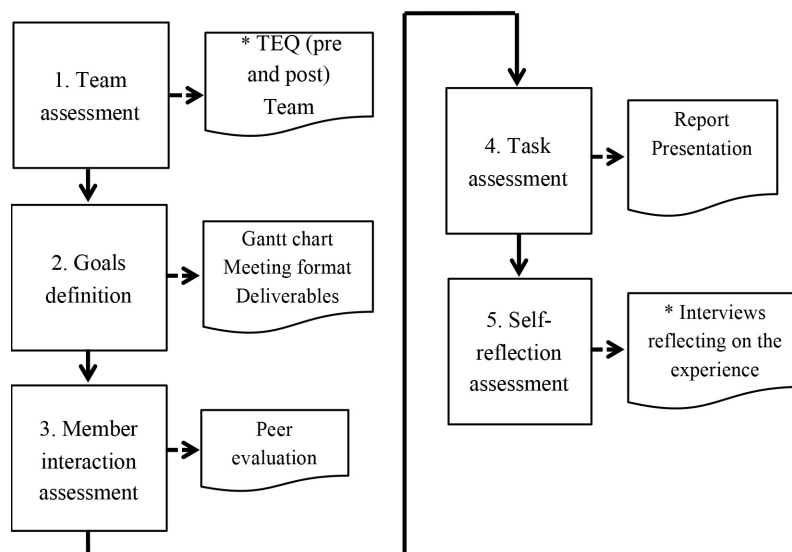 1. Team
assessment
* TEQ (pre
and post)
Team
2. Goals
definition
Gantt chart
Meeting format
Deliverables
3. Member
interaction
assessment
Peer
evaluation
4. Task
assessment
Report
Presentation
5. Self-
reflection
assessment
* Interviews
reflecting on the
experience